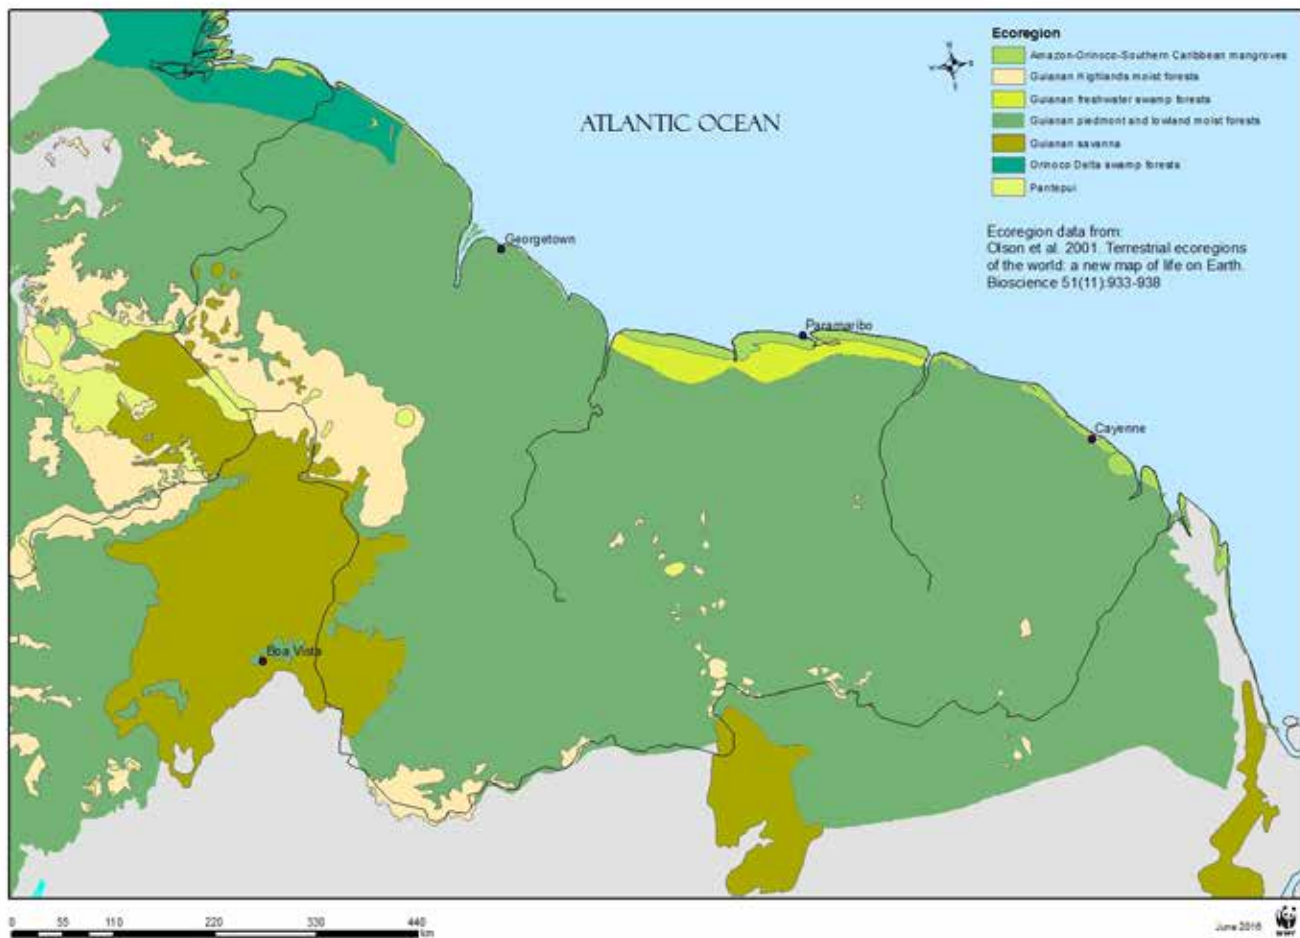 Ecoregion
Amazon-Orinoco-Southern Caribbean mangroves
Guianan Highlands moist forests
Guianan freshwater swamp forests
Guianan piedmont and lowland moist forests
Guianan savanna
Orinoco Delta swamp forests
Pantepui
ATLANTIC OCEAN
Ecoregion data from:
Olson et al. 2001. Terrestrial ecoregions
of the world: a new map of life on Earth.
Bioscience 51(11):933-938
Georgetown
Paramaribo
Cayenne
Boa Vista
0 55 110 220 330 440
km
June 2016
WWF